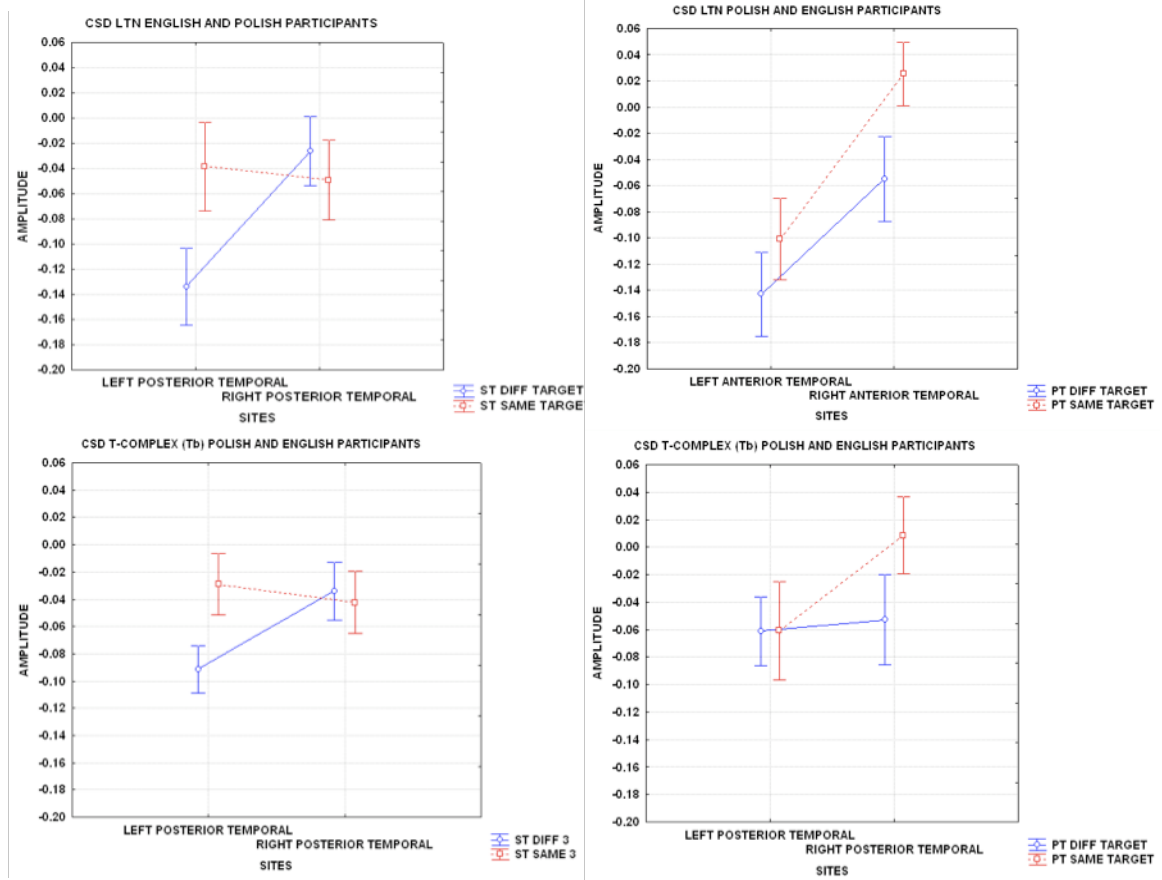 CSD LTN ENGLISH AND POLISH PARTICIPANTS
0.06
0.04
0.02
0.00
-0.02
-0.04
-0.06
-0.08
-0.10
-0.12
-0.14
-0.16
-0.18
-0.20
AMPLITUDE
LEFT POSTERIOR TEMPORAL
RIGHT POSTERIOR TEMPORAL
SITES
ST DIFF TARGET
ST SAME TARGET
CSD LTN POLISH AND ENGLISH PARTICIPANTS
0.06
0.04
0.02
0.00
-0.02
-0.04
-0.06
-0.08
-0.10
-0.12
-0.14
-0.16
-0.18
-0.20
AMPLITUDE
LEFT ANTERIOR TEMPORAL
RIGHT ANTERIOR TEMPORAL
SITES
PT DIFF TARGET
PT SAME TARGET
CSD T-COMPLEX (Tb) POLISH AND ENGLISH PARTICIPANTS
0.06
0.04
0.02
0.00
-0.02
-0.04
-0.06
-0.08
-0.10
-0.12
-0.14
-0.16
-0.18
-0.20
AMPLITUDE
LEFT POSTERIOR TEMPORAL
RIGHT POSTERIOR TEMPORAL
SITES
ST DIFF 3
ST SAME 3
CSD T-COMPLEX (Tb) POLISH AND ENGLISH PARTICIPANTS
0.06
0.04
0.02
0.00
-0.02
-0.04
-0.06
-0.08
-0.10
-0.12
-0.14
-0.16
-0.18
-0.20
AMPLITUDE
LEFT POSTERIOR TEMPORAL
RIGHT POSTERIOR TEMPORAL
SITES
PT DIFF TARGET
PT SAME TARGET